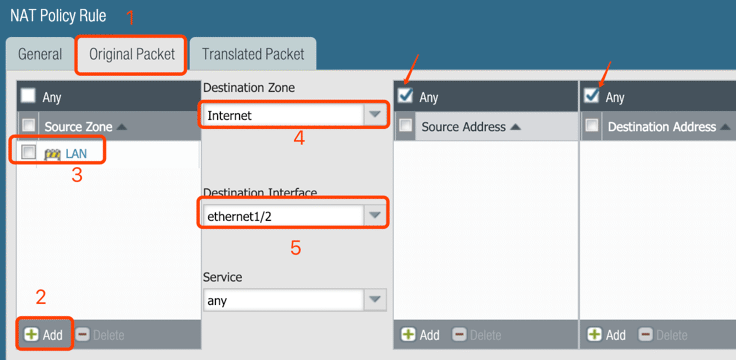 NAT Policy Rule 1
General Original Packet Translated Packet
Any
Source Zone
LAN
3
2
Add Delete
Destination Zone
Internet
4
Destination Interface
ethernet1/2
5
Service
any
Any
Source Address
Add Delete
Any
Destination Address
Add Delete